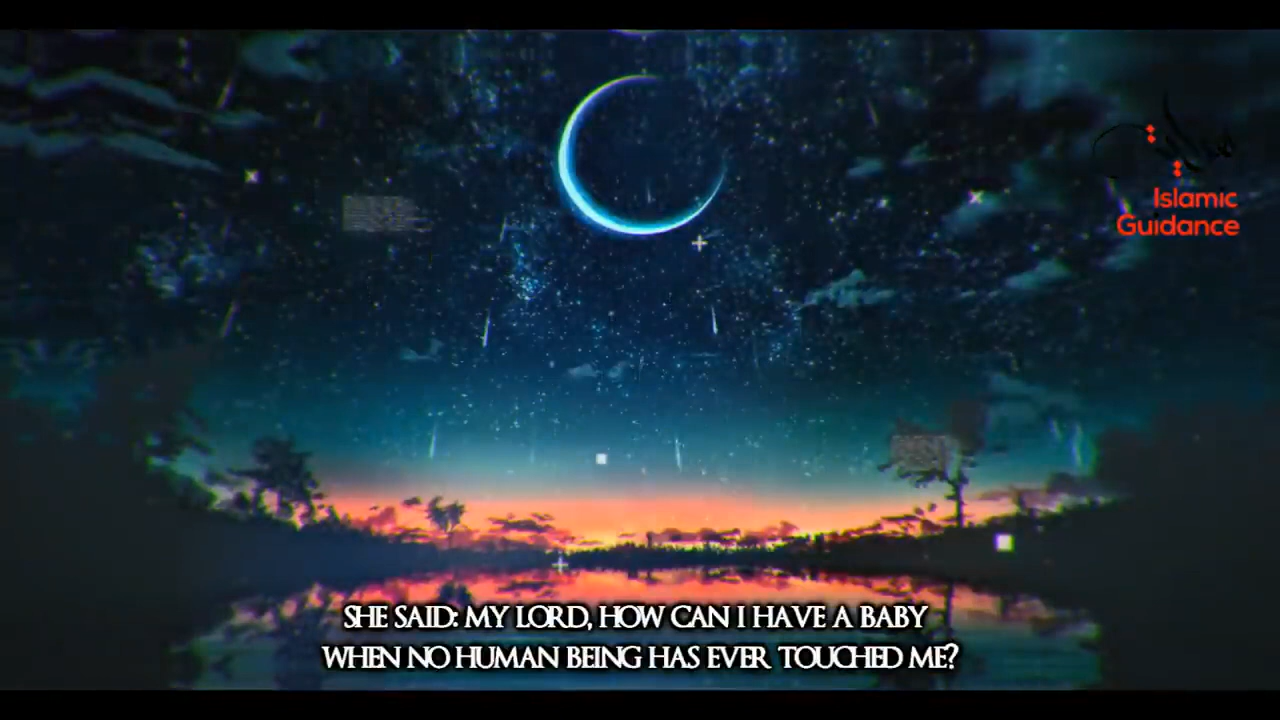 Islamic
Guidance
SHE SAID: MY LORD, HOW CAN I HAVE A BABY
WHEN NO HUMAN BEING HAS EVER TOUCHED ME?